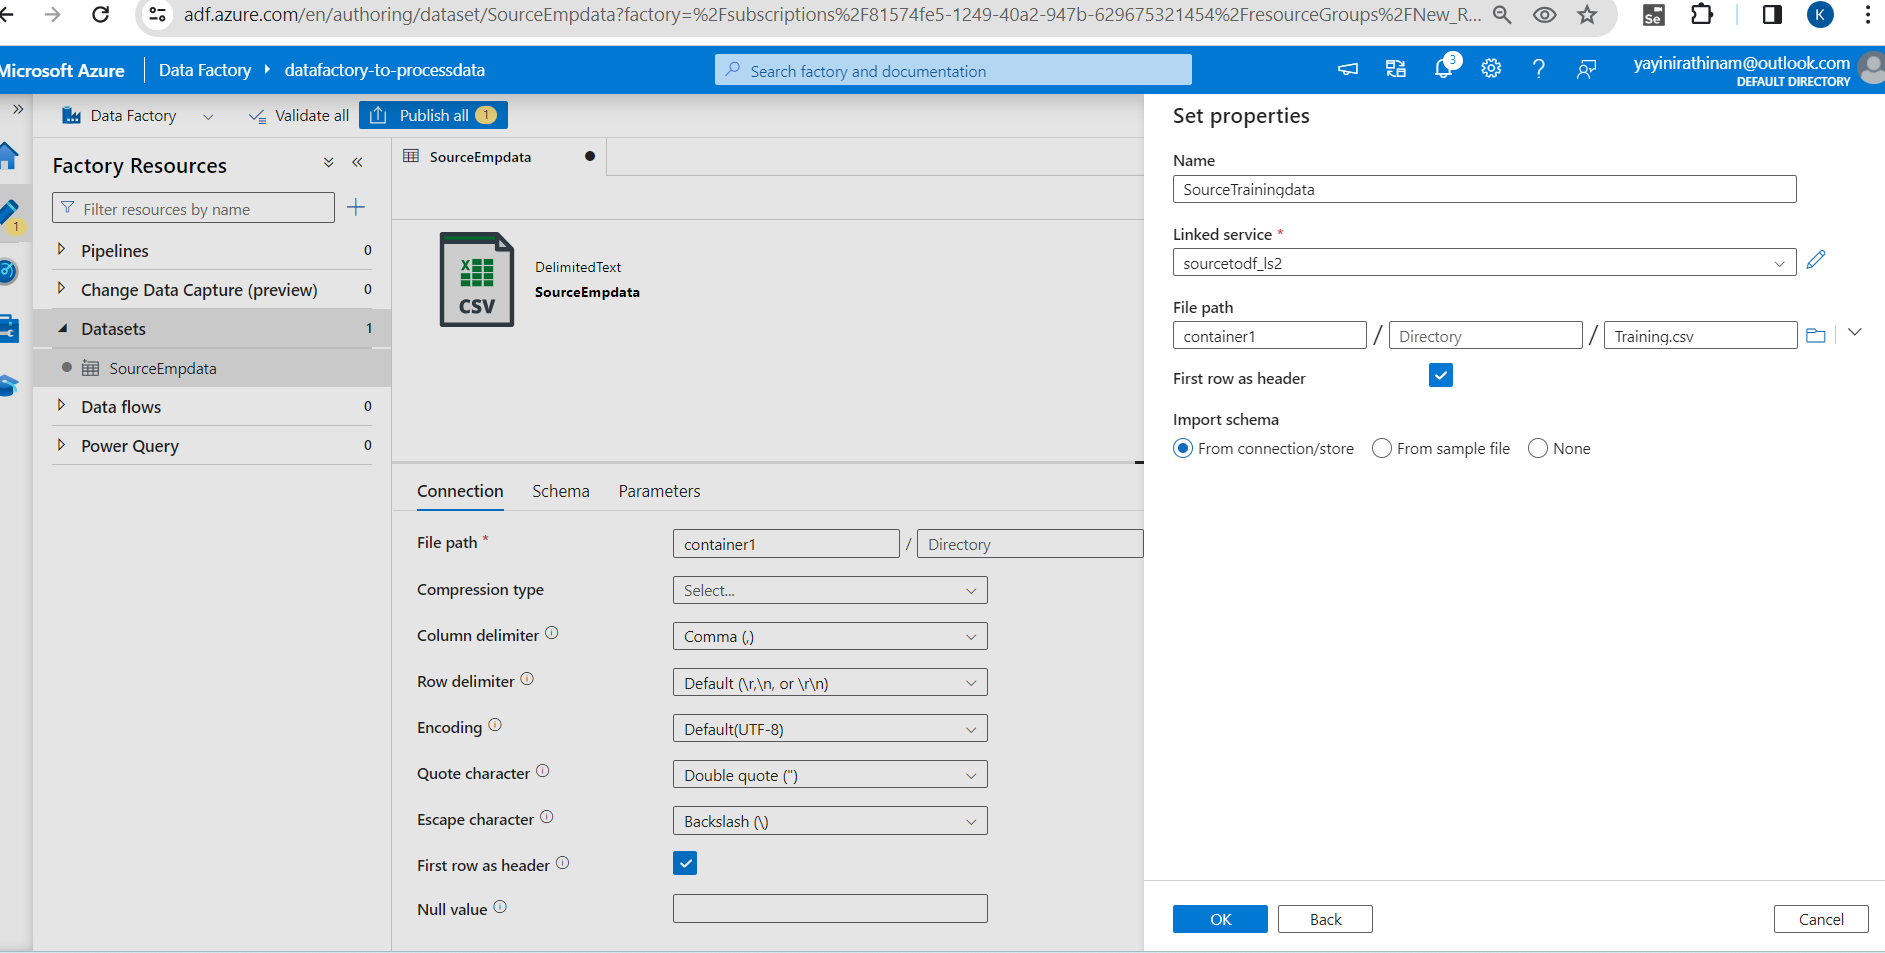 adf.azure.com/en/authoring/dataset/SourceEmpdata?factory=%2Fsubscriptions%2F81574fe5-1249-40a2-947b-629675321454%2FresourceGroups%2FNew_R...
Se
K
Microsoft Azure
Data Factory
datafactory-to-processdata
Search factory and documentation
3
yayinirathinam@outlook.com
DEFAULT DIRECTORY
Data Factory
Validate all
Publish all
1
Factory Resources
Filter resources by name
1
Pipelines 0
Change Data Capture (preview) 0
Datasets 1
SourceEmpdata
Data flows 0
Power Query 0
SourceEmpdata
X
CSV
DelimitedText
SourceEmpdata
Connection
Schema
Parameters
File path *
container1 / Directory
Compression type
Select...
Column delimiter
Comma (,)
Row delimiter
Default (\r,\n, or \r\n)
Encoding
Default(UTF-8)
Quote character
Double quote (")
Escape character
Backslash (\)
First row as header
Null value
Set properties
Name
SourceTrainingdata
Linked service *
sourcetodf_ls2
File path
container1 / Directory / Training.csv
First row as header
Import schema
From connection/store
From sample file
None
OK
Back
Cancel